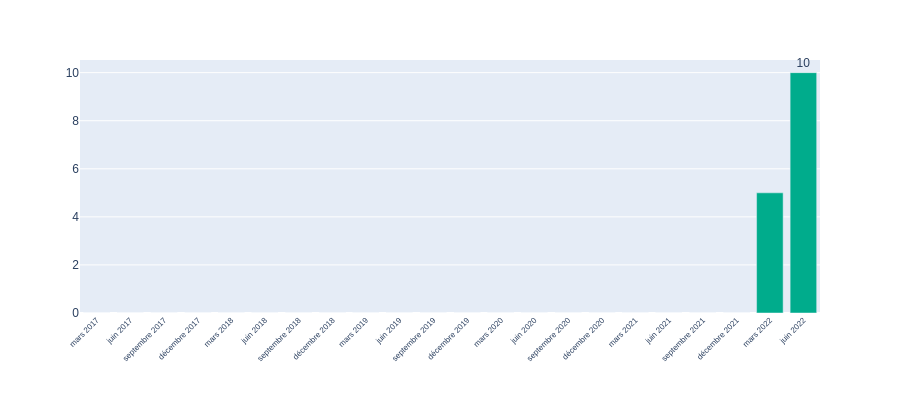 10
10
8
6
4
2
0
mars 2017
juin 2017
septembre 2017
décembre 2017
mars 2018
juin 2018
septembre 2018
décembre 2018
mars 2019
juin 2019
septembre 2019
décembre 2019
mars 2020
juin 2020
septembre 2020
décembre 2020
mars 2021
juin 2021
septembre 2021
décembre 2021
mars 2022
juin 2022